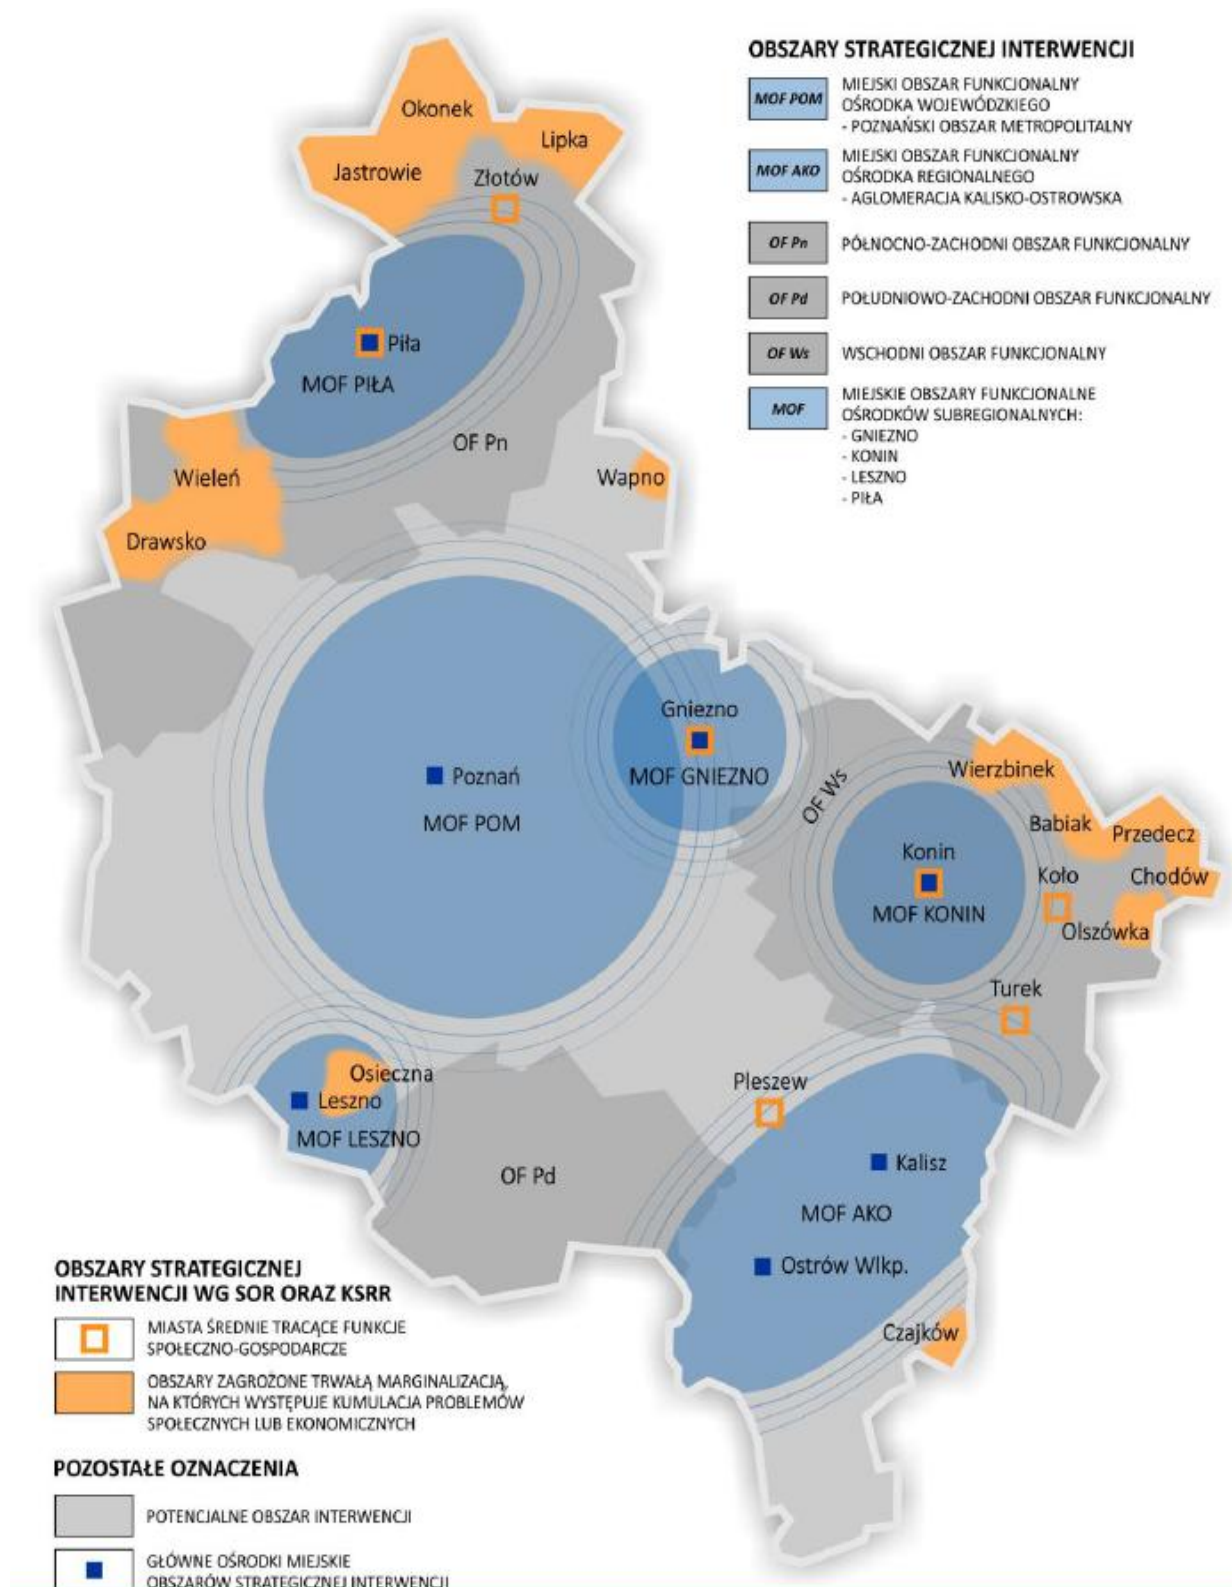 OBSZARY STRATEGICZNEJ INTERWENCJI
MOF POM
MIEJSKI OBSZAR FUNKCJONALNY
OŚRODKA WOJEWÓDZKIEGO
- POZNAŃSKI OBSZAR METROPOLITALNY
MOF AKO
MIEJSKI OBSZAR FUNKCJONALNY
OŚRODKA REGIONALNEGO
- AGLOMERACJA KALISKO-OSTROWSKA
OF Pn
PÓŁNOCNO-ZACHODNI OBSZAR FUNKCJONALNY
OF Pd
POŁUDNIOWO-ZACHODNI OBSZAR FUNKCJONALNY
OF Ws
WSCHODNI OBSZAR FUNKCJONALNY
MOF
MIEJSKIE OBSZARY FUNKCJONALNE
OŚRODKÓW SUBREGIONALNYCH:
- GNIEZNO
- KONIN
- LESZNO
- PIŁA
Okonek
Lipka
Jastrowie
Złotów
Piła
MOF PIŁA
OF Pn
Wieleń
Wapno
Drawsko
Gniezno
Poznań
MOF GNIEZNO
MOF POM
OF Ws
Wierzbinek
Babiak
Przedecz
Konin
Koło
Chodów
MOF KONIN
Olszówka
Turek
Osieczna
Pleszew
Leszno
MOF LESZNO
OF Pd
Kalisz
MOF AKO
Ostrów Wlkp.
Czajków
OBSZARY STRATEGICZNEJ
INTERWENCJI WG SOR ORAZ KSRR
MIASTA ŚREDNIE TRACĄCE FUNKCJE
SPOŁECZNO-GOSPODARCZE
OBSZARY ZAGROŻONE TRWAŁĄ MARGINALIZACJĄ,
NA KTÓRYCH WYSTĘPUJE KUMULACJA PROBLEMÓW
SPOŁECZNYCH LUB EKONOMICZNYCH
POZOSTAŁE OZNACZENIA
POTENCJALNE OBSZAR INTERWENCJI
GŁÓWNE OŚRODKI MIEJSKIE
OBSZARÓW STRATEGICZNEJ INTERWENCJI